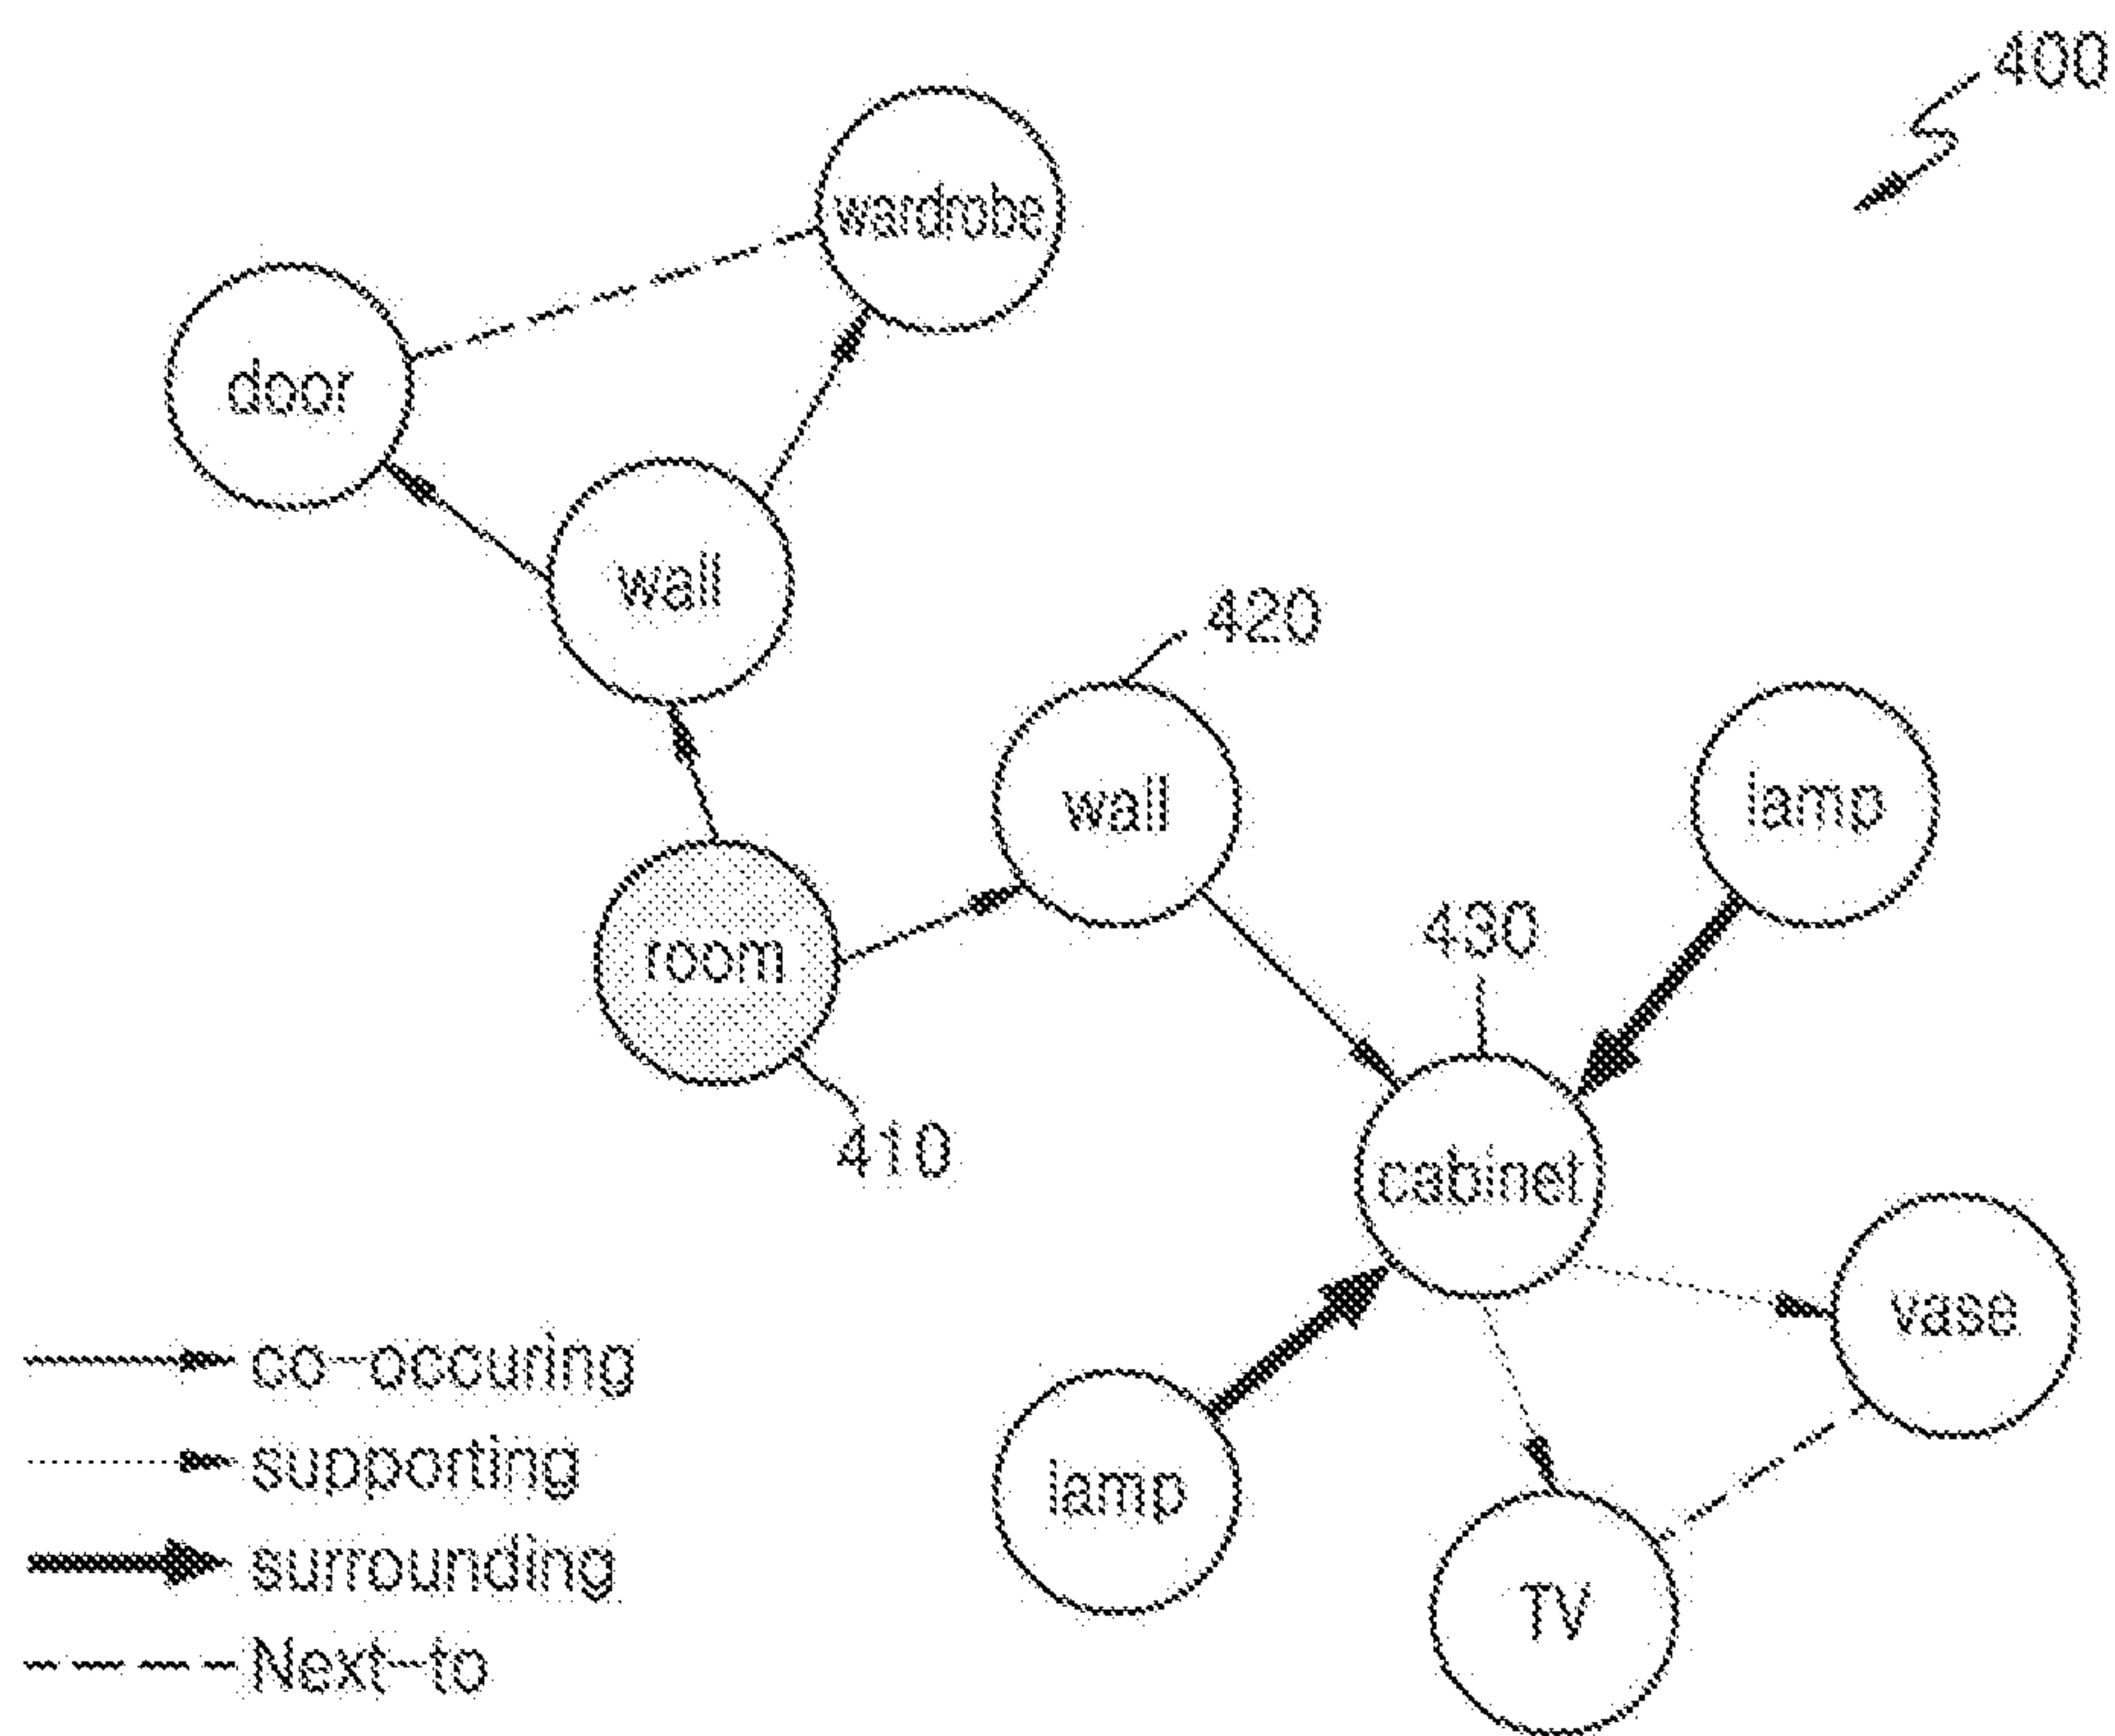 400
wardrobe
door
wall
420
wall
lamp
430
room
410
cabinet
vase
lamp
TV
co-occuring
supporting
surrounding
Next-to